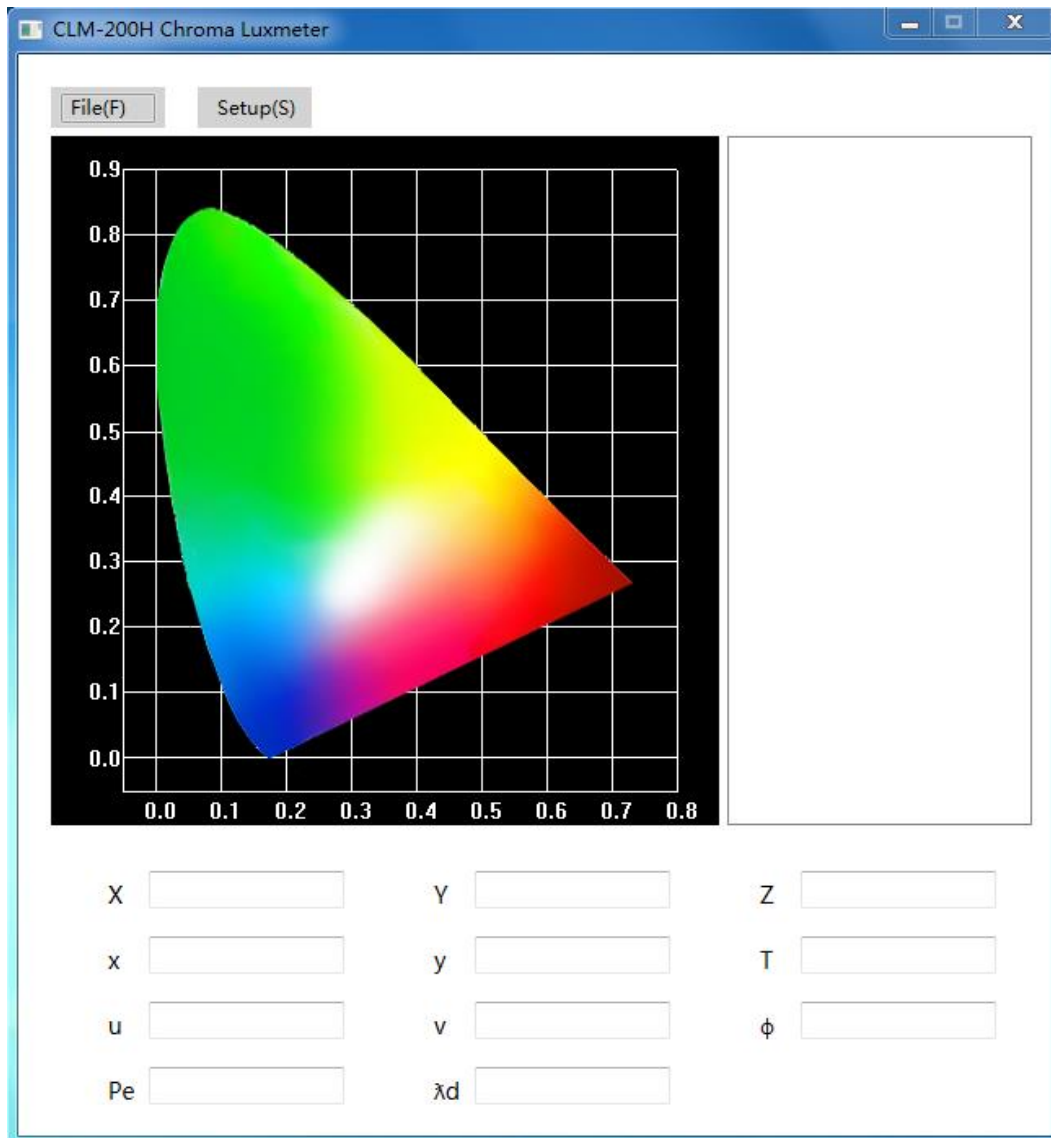 CLM-200H Chroma Luxmeter
File(F) Setup(S)
0.9
0.8
0.7
0.6
0.5
0.4
0.3
0.2
0.1
0.0
0.0 0.1 0.2 0.3 0.4 0.5 0.6 0.7 0.8
X Y Z
x y T
u v ϕ
Pe ƛd